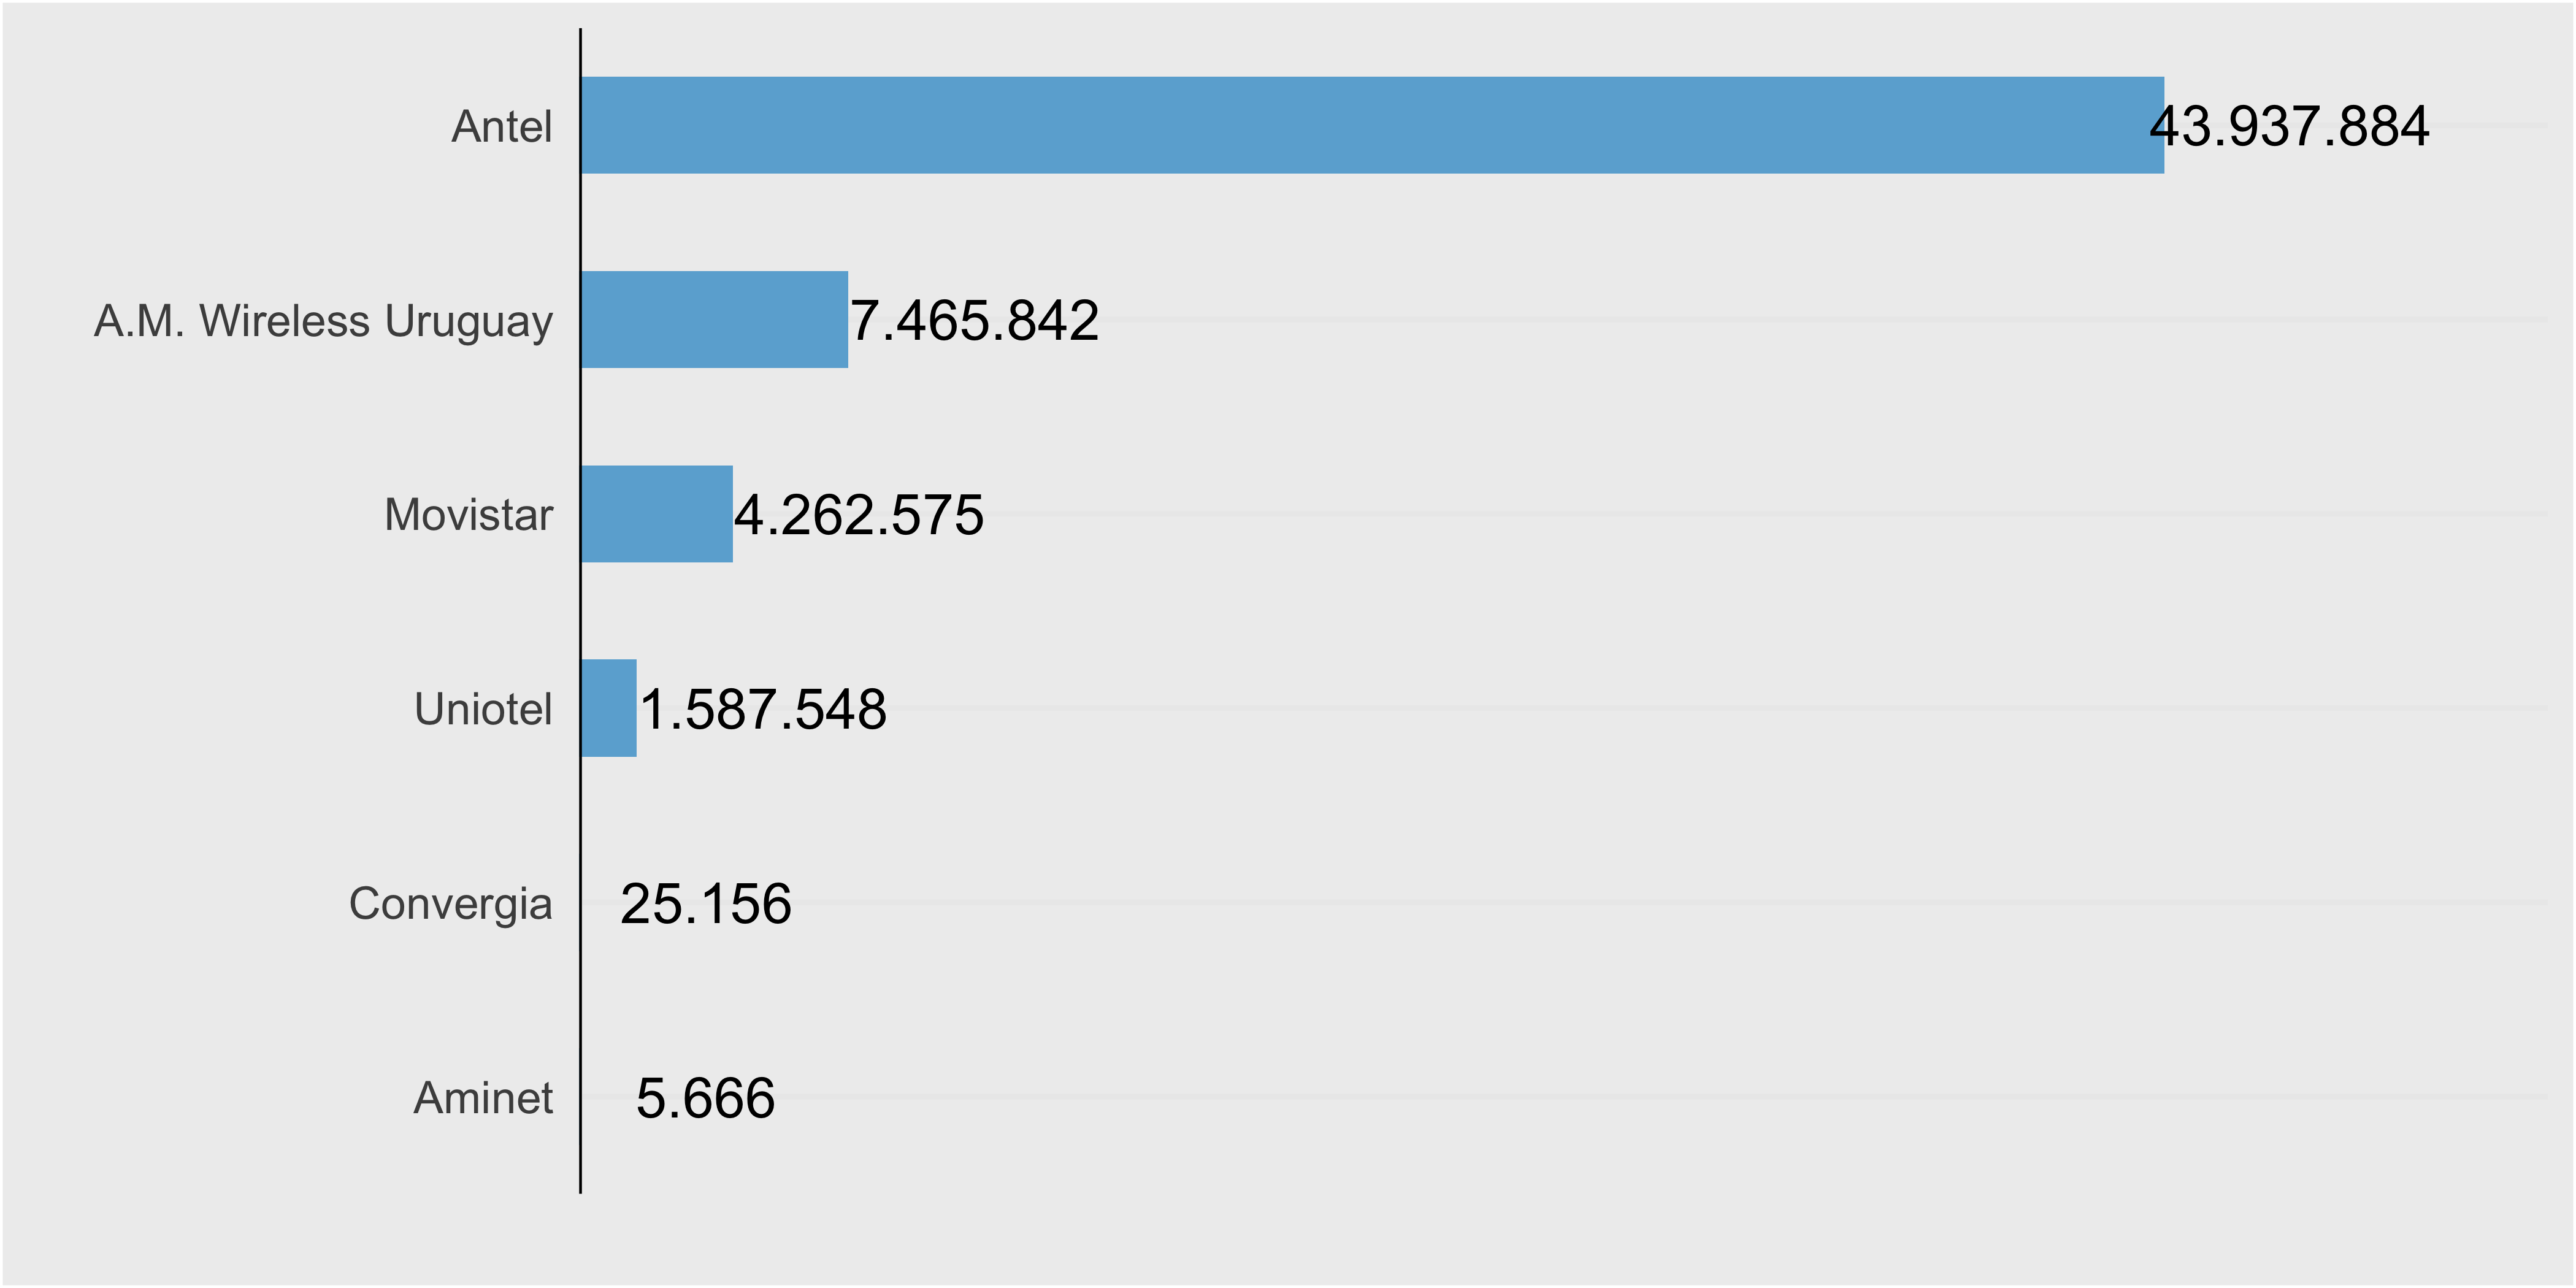 Antel 43.937.884
A.M. Wireless Uruguay 7.465.842
Movistar 4.262.575
Uniotel 1.587.548
Convergia 25.156
Aminet 5.666